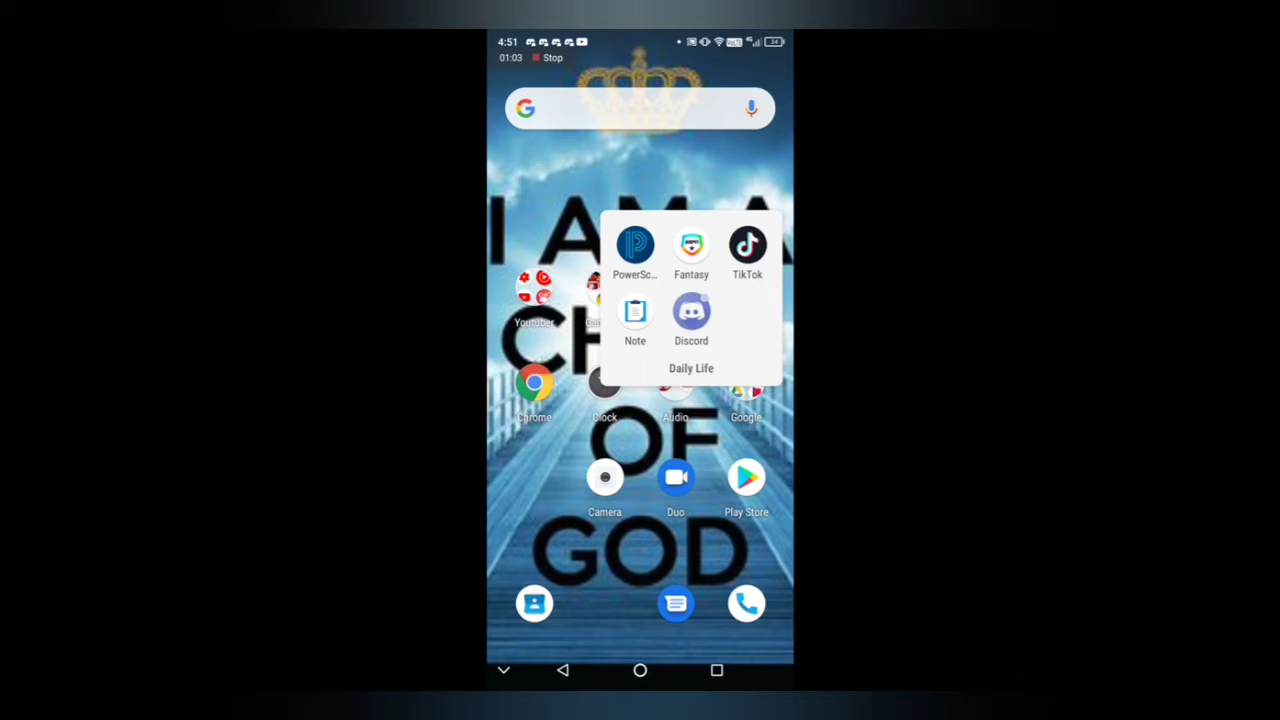 4:51
01:03 Stop
I AM A
PowerSc... Fantasy TikTok
Note Discord
Youtuber
Daily Life
CH
Chrome Clock Audio Google
OF
Camera Duo Play Store
GOD